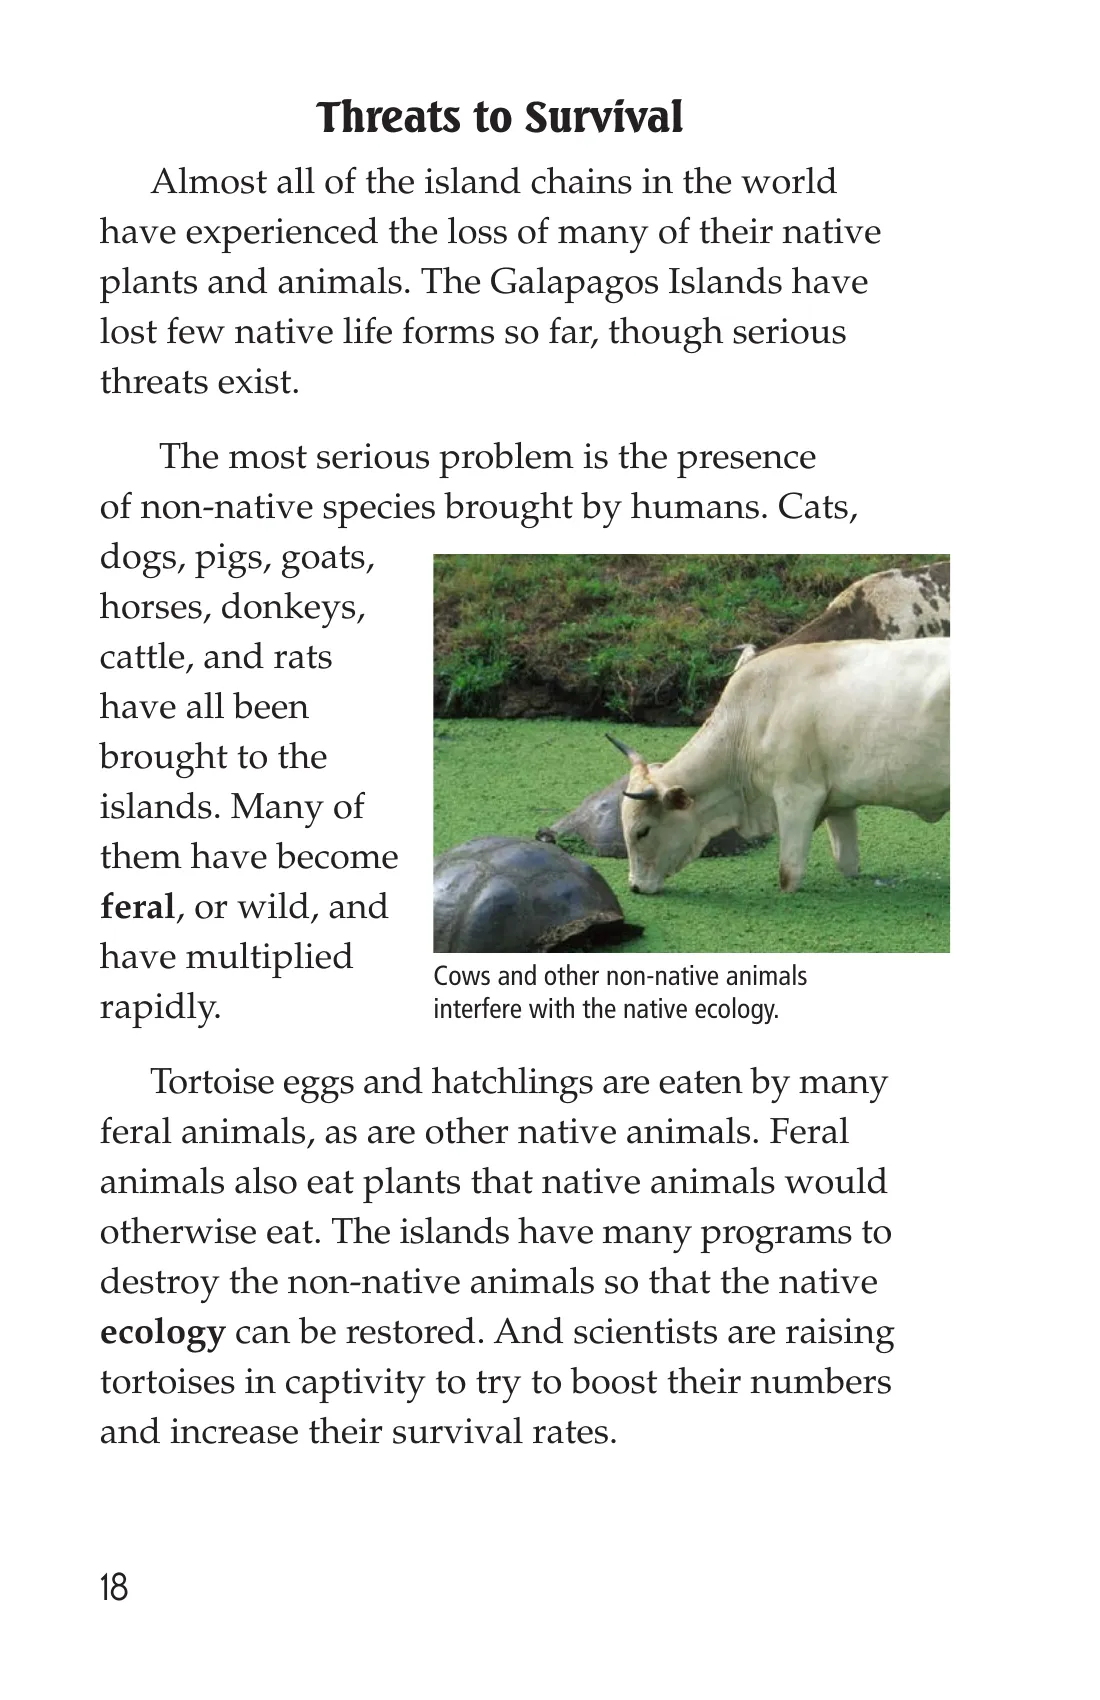 Threats to Survival
Almost all of the island chains in the world
have experienced the loss of many of their native
plants and animals. The Galapagos Islands have
lost few native life forms so far, though serious
threats exist.
The most serious problem is the presence
of non-native species brought by humans. Cats,
dogs, pigs, goats,
horses, donkeys,
cattle, and rats
have all been
brought to the
islands. Many of
them have become
feral, or wild, and
have multiplied
rapidly.
Cows and other non-native animals
interfere with the native ecology.
Tortoise eggs and hatchlings are eaten by many
feral animals, as are other native animals. Feral
animals also eat plants that native animals would
otherwise eat. The islands have many programs to
destroy the non-native animals so that the native
ecology can be restored. And scientists are raising
tortoises in captivity to try to boost their numbers
and increase their survival rates.
18